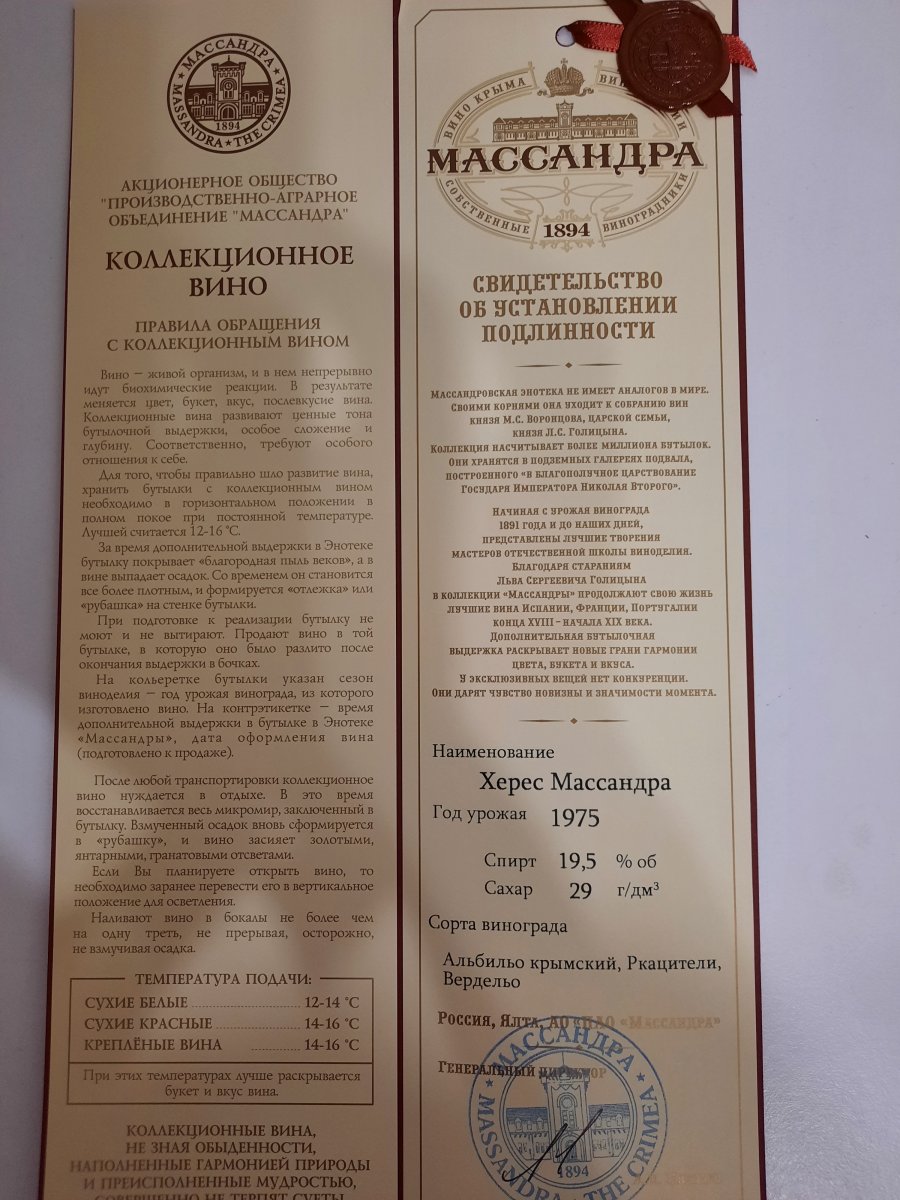 МАССАНДРА
MASSANDRA ★ THE CRIMEA
1894
АКЦИОНЕРНОЕ ОБЩЕСТВО
"ПРОИЗВОДСТВЕННО-АГРАРНОЕ
ОБЪЕДИНЕНИЕ "МАССАНДРА"
КОЛЛЕКЦИОННОЕ
ВИНО
ПРАВИЛА ОБРАЩЕНИЯ
С КОЛЛЕКЦИОННЫМ ВИНОМ
Вино – живой организм, и в нем непрерывно
идут биохимические реакции. В результате
меняется цвет, букет, вкус, послевкусие вина.
Коллекционные вина развивают ценные тона
бутылочной выдержки, особое сложение и
глубину. Соответственно, требуют особого
отношения к себе.
Для того, чтобы правильно шло развитие вина,
хранить бутылки с коллекционным вином
необходимо в горизонтальном положении в
полном покое при постоянной температуре.
Лучшей считается 12-16 °С.
За время дополнительной выдержки в Энотеке
бутылку покрывает «благородная пыль веков», а в
вине выпадает осадок. Со временем он становится
все более плотным, и формируется «отлежка» или
«рубашка» на стенке бутылки.
При подготовке к реализации бутылку не
моют и не вытирают. Продают вино в той
бутылке, в которую оно было разлито после
окончания выдержки в бочках.
На кольеретке бутылки указан сезон
виноделия – год урожая винограда, из которого
изготовлено вино. На контрэтикетке – время
дополнительной выдержки в бутылке в Энотеке
«Массандры», дата оформления вина
(подготовлено к продаже).
После любой транспортировки коллекционное
вино нуждается в отдыхе. В это время
восстанавливается весь микромир, заключенный в
бутылку. Взмученный осадок вновь сформируется
в «рубашку», и вино засияет золотыми,
янтарными, гранатовыми отсветами.
Если Вы планируете открыть вино, то
необходимо заранее перевести его в вертикальное
положение для осветления.
Наливают вино в бокалы не более чем
на одну треть, не прерывая, осторожно,
не взмучивая осадка.
ТЕМПЕРАТУРА ПОДАЧИ:
СУХИЕ БЕЛЫЕ 12-14 °С
СУХИЕ КРАСНЫЕ 14-16 °С
КРЕПЛЁНЫЕ ВИНА 14-16 °С
При этих температурах лучше раскрывается
букет и вкус вина.
КОЛЛЕКЦИОННЫЕ ВИНА,
НЕ ЗНАЯ ОБЫДЕННОСТИ,
НАПОЛНЕННЫЕ ГАРМОНИЕЙ ПРИРОДЫ
И ПРЕИСПОЛНЕННЫЕ МУДРОСТЬЮ,
СОВЕРШЕННО НЕ ТЕРПЯТ СУЕТЫ
ВИНО КРЫМА
МАССАНДРА
СОБСТВЕННЫЕ ВИНОГРАДНИКИ
1894
СВИДЕТЕЛЬСТВО
ОБ УСТАНОВЛЕНИИ
ПОДЛИННОСТИ
Массандровская энотека не имеет аналогов в мире.
Своими корнями она уходит к собранию вин
князя М.С. Воронцова, царской семьи,
князя Л.С. Голицына.
Коллекция насчитывает более миллиона бутылок.
Они хранятся в подземных галереях подвала,
построенного «в благополучное царствование
Государя Императора Николая Второго».
Начиная с урожая винограда
1891 года и до наших дней,
представлены лучшие творения
мастеров отечественной школы виноделия.
Благодаря стараниям
Льва Сергеевича Голицына
в коллекции «Массандры» продолжают свою жизнь
лучшие вина Испании, Франции, Португалии
конца XVIII – начала XIX века.
Дополнительная бутылочная
выдержка раскрывает новые грани гармонии
цвета, букета и вкуса.
У эксклюзивных вещей нет конкуренции.
Они дарят чувство новизны и значимости момента.
Наименование
Херес Массандра
Год урожая 1975
Спирт 19,5 % об
Сахар 29 г/дм³
Сорта винограда
Альбильо крымский, Ркацители,
Вердельо
Россия, Ялта, АО «ПАО «Массандра»
Генеральный директор
МАССАНДРА
MASSANDRA THE CRIMEA
1894